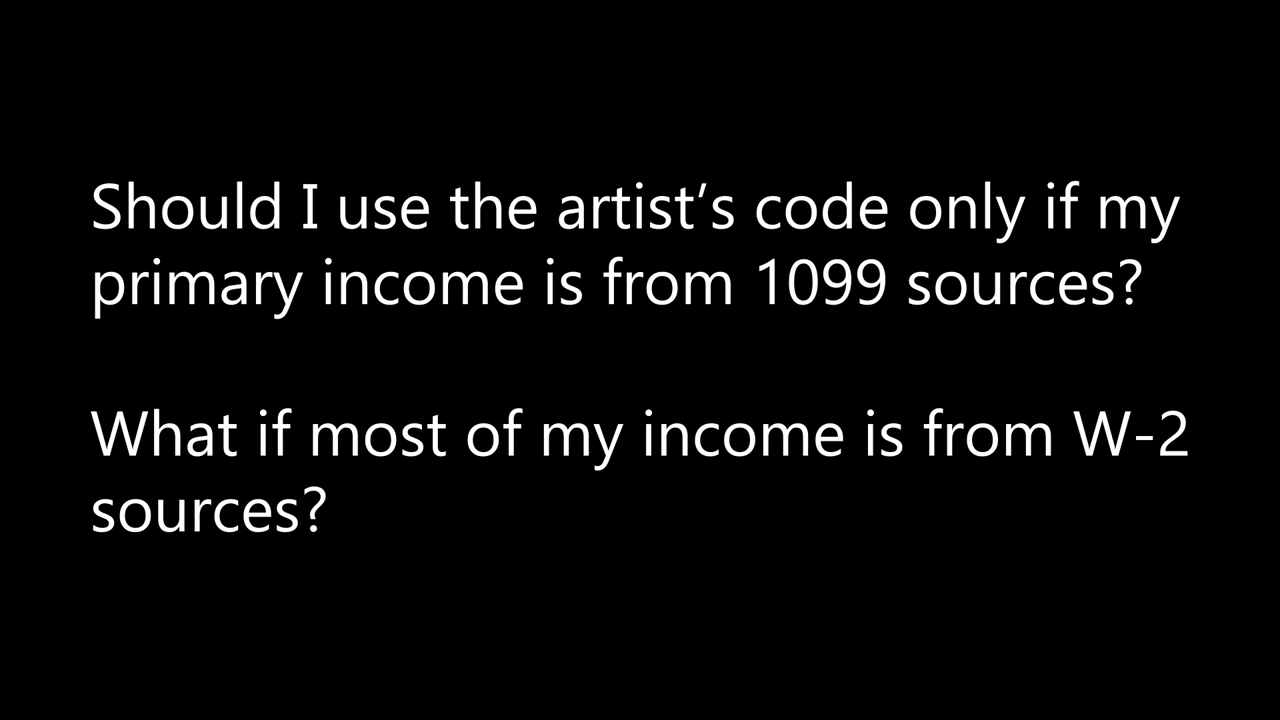 Should I use the artist’s code only if my
primary income is from 1099 sources?
What if most of my income is from W-2
sources?